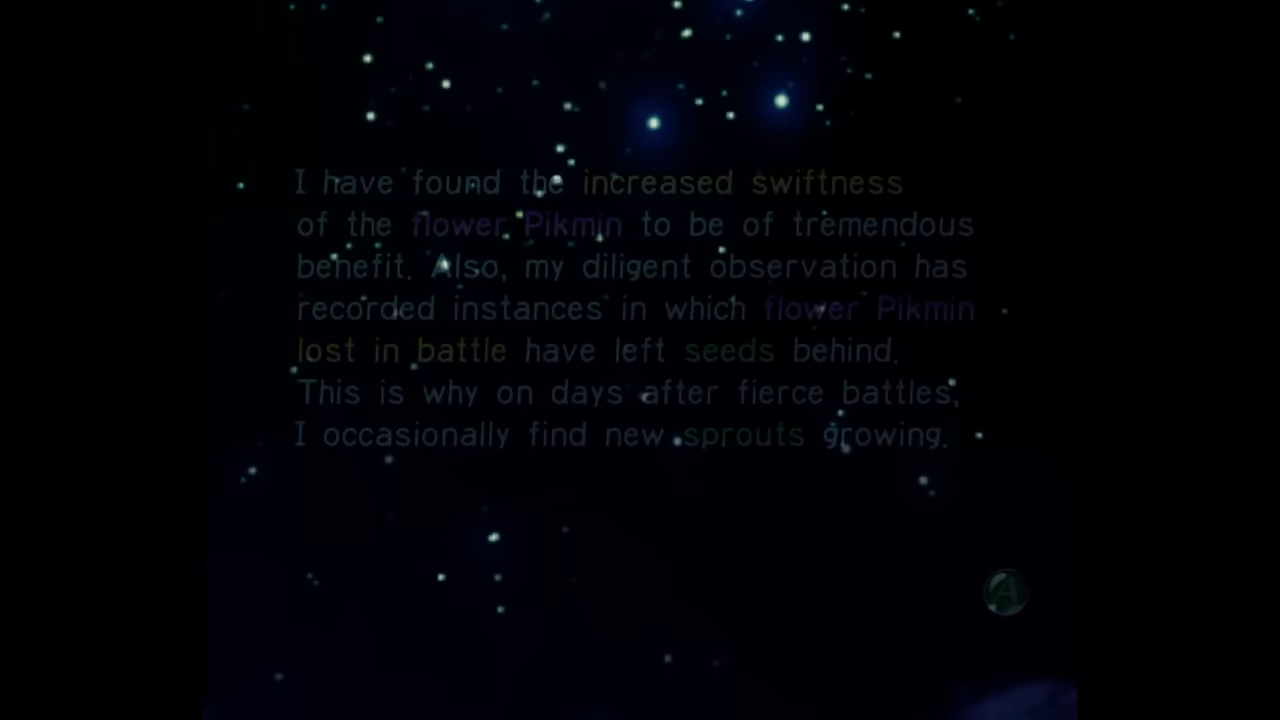 I have found the increased swiftness
of the flower Pikmin to be of tremendous
benefit. Also, my diligent observation has
recorded instances in which flower Pikmin
lost in battle have left seeds behind.
This is why on days after fierce battles,
I occasionally find new sprouts growing.
A